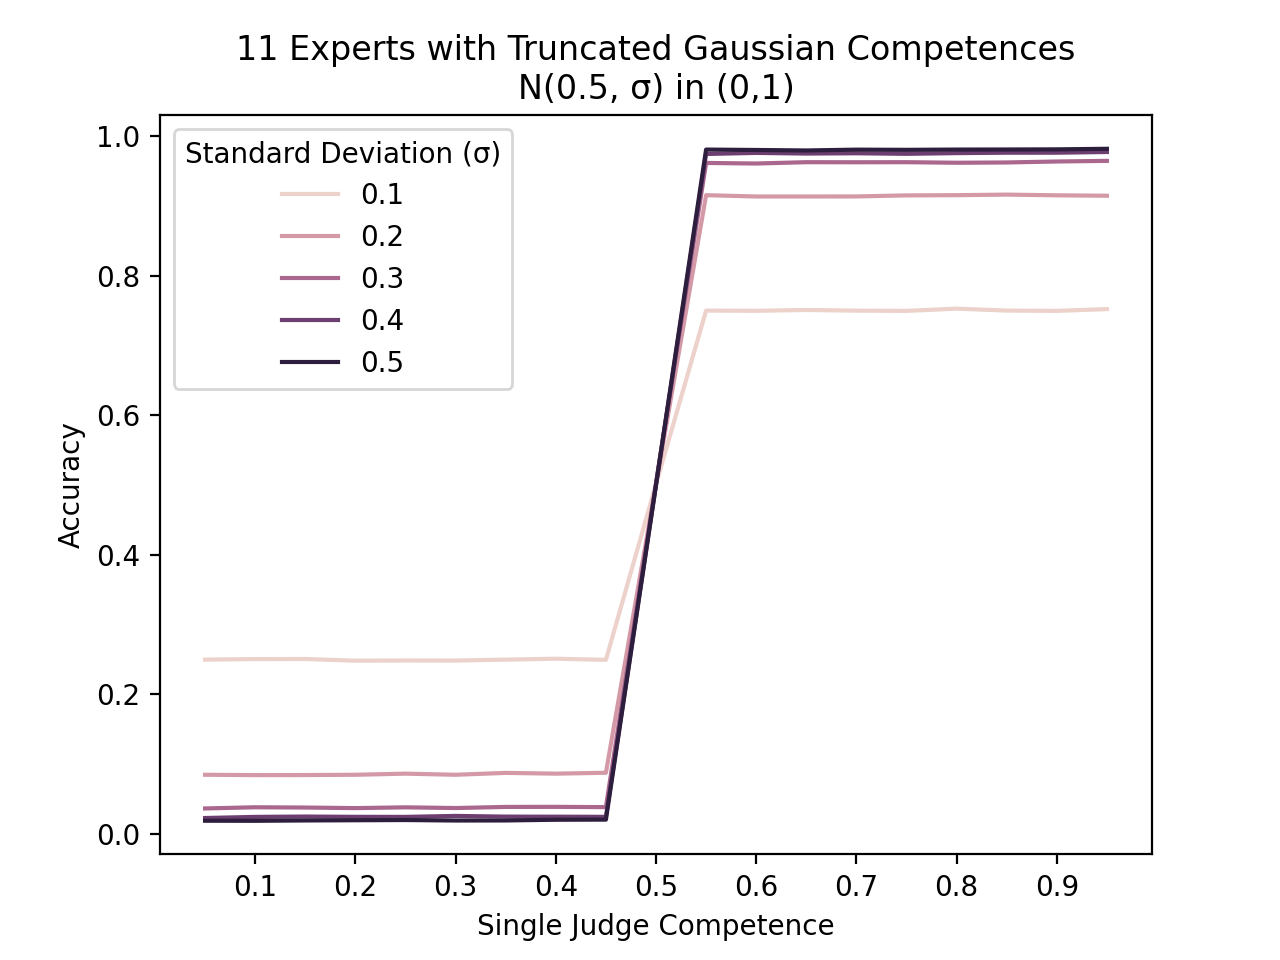 11 Experts with Truncated Gaussian Competences
N(0.5, σ) in (0,1)
Standard Deviation (σ)
0.1
0.2
0.3
0.4
0.5
Accuracy
1.0
0.8
0.6
0.4
0.2
0.0
0.1 0.2 0.3 0.4 0.5 0.6 0.7 0.8 0.9
Single Judge Competence